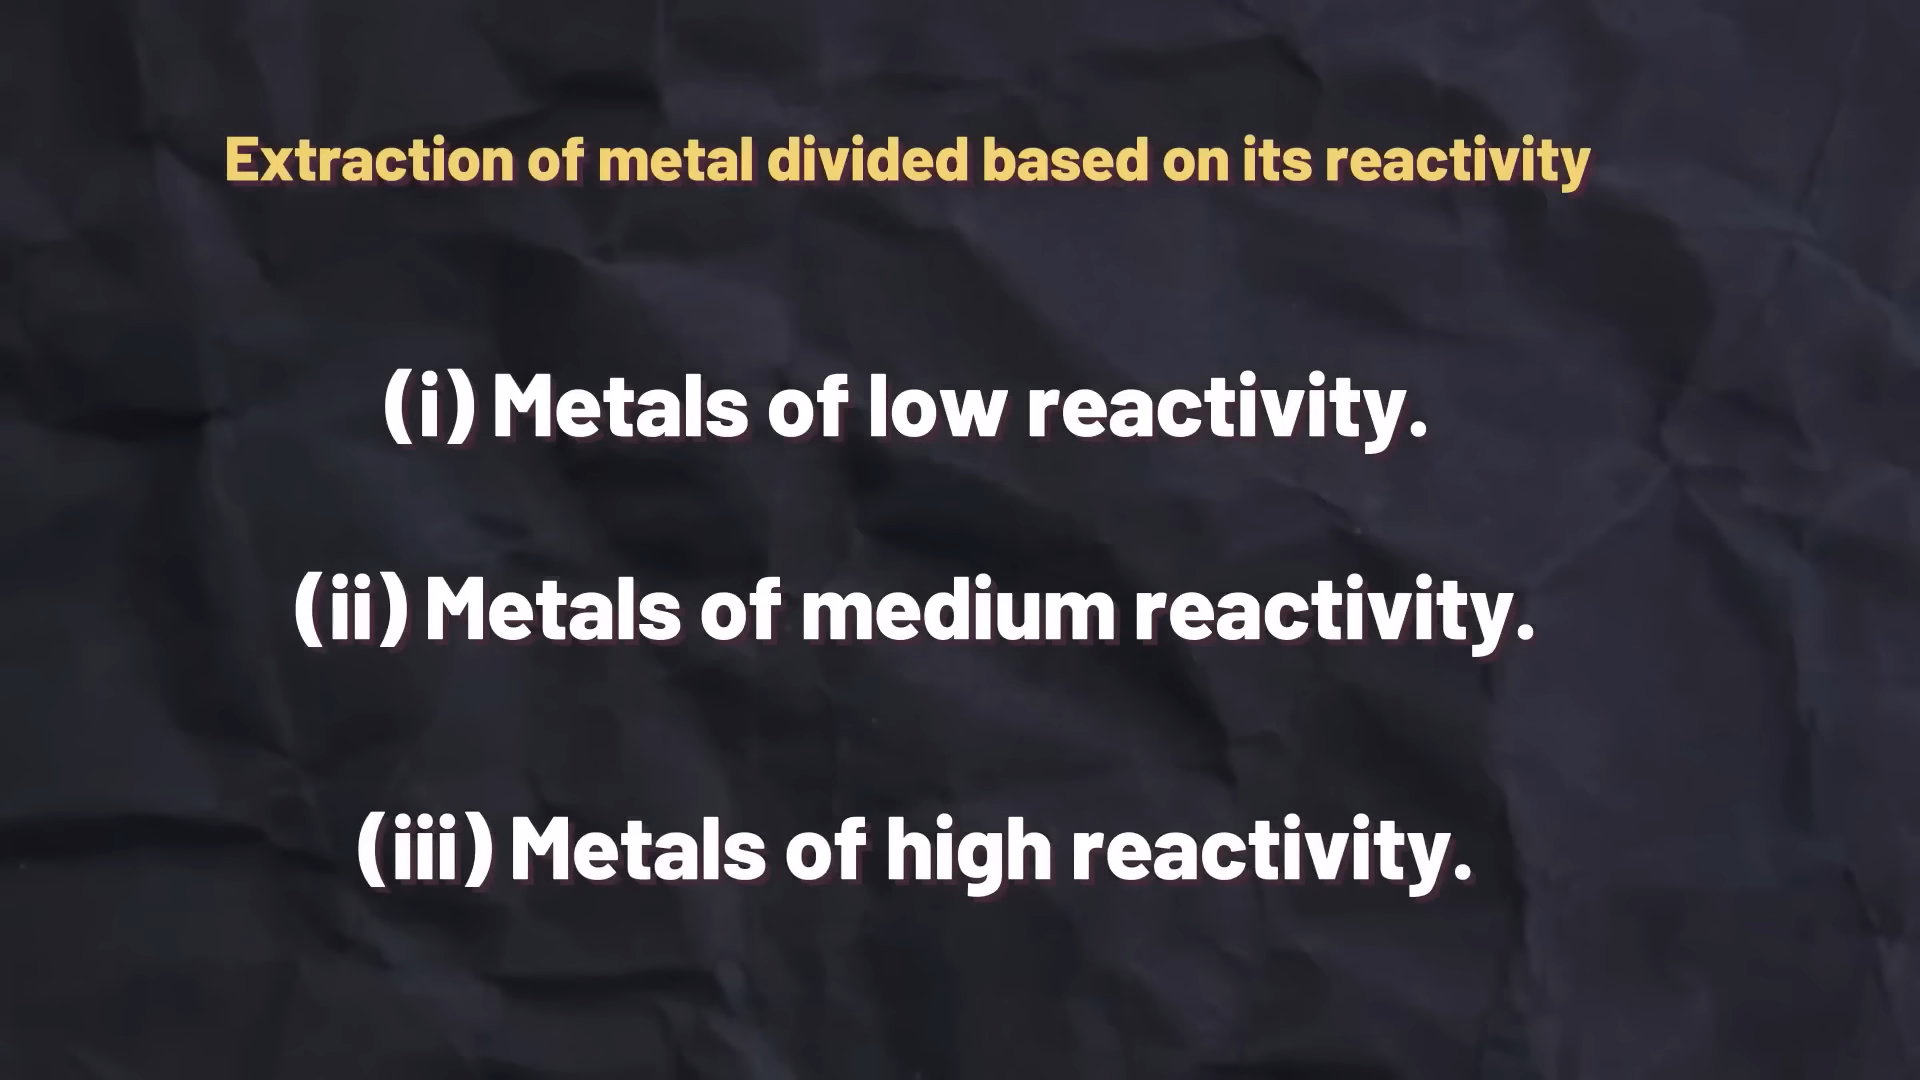 Extraction of metal divided based on its reactivity
(i) Metals of low reactivity.
(ii) Metals of medium reactivity.
(iii) Metals of high reactivity.